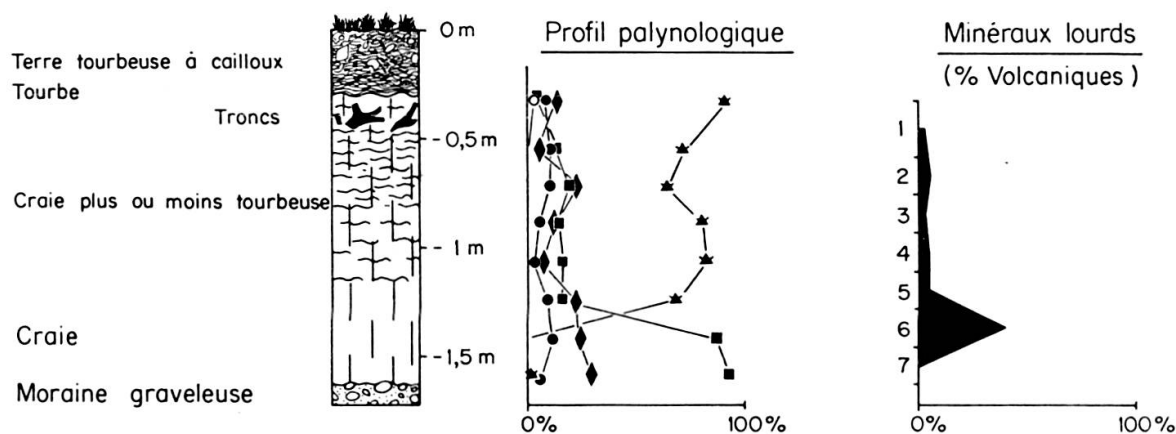 Terre tourbeuse à cailloux
Tourbe
Troncs
Craie plus ou moins tourbeuse
Craie
Moraine graveleuse
0 m
- 0,5 m
- 1 m
- 1,5 m
Profil palynologique
0%
100%
Minéraux lourds
(% Volcaniques)
1
2
3
4
5
6
7
0%
100%